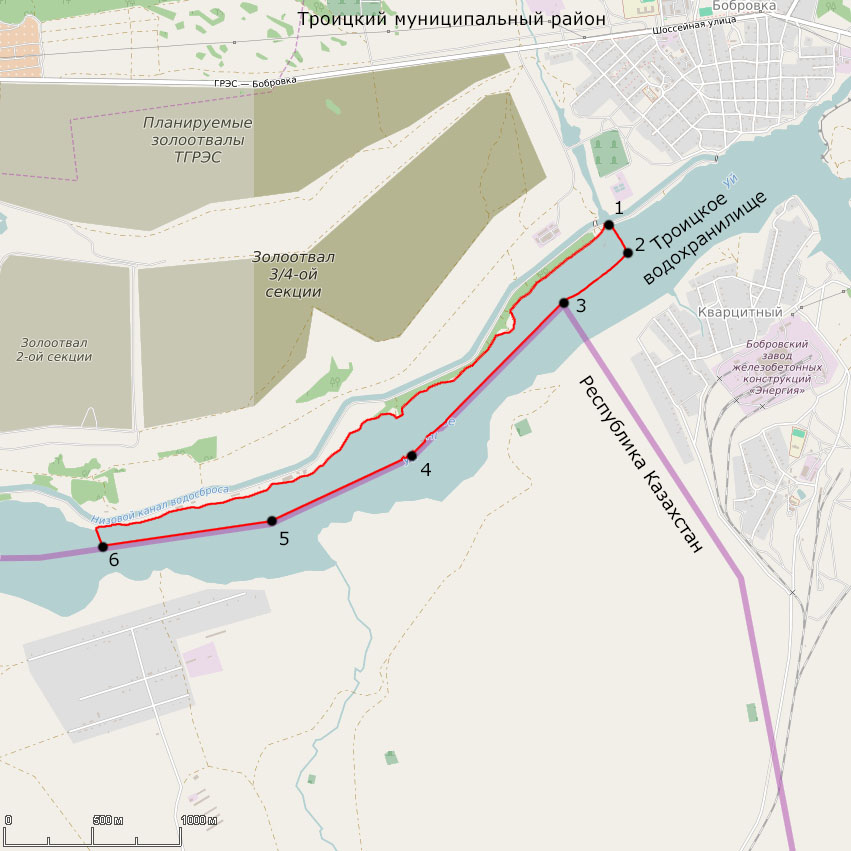 Троицкий муниципальный район
Бобровка
Шоссейная улица
ГРЭС — Бобровка
Планируемые
золоотвалы
ТГРЭС
Уй
1
Троицкое
водохранилище
2
Золоотвал
3/4-ой
секции
3
Кварцитный
Золоотвал
2-ой секции
Бобровский
завод
железобетонных
конструкций
«Энергия»
Республика Казахстан
4
Низовой канал водосброса
5
6
0 500 м 1000 м